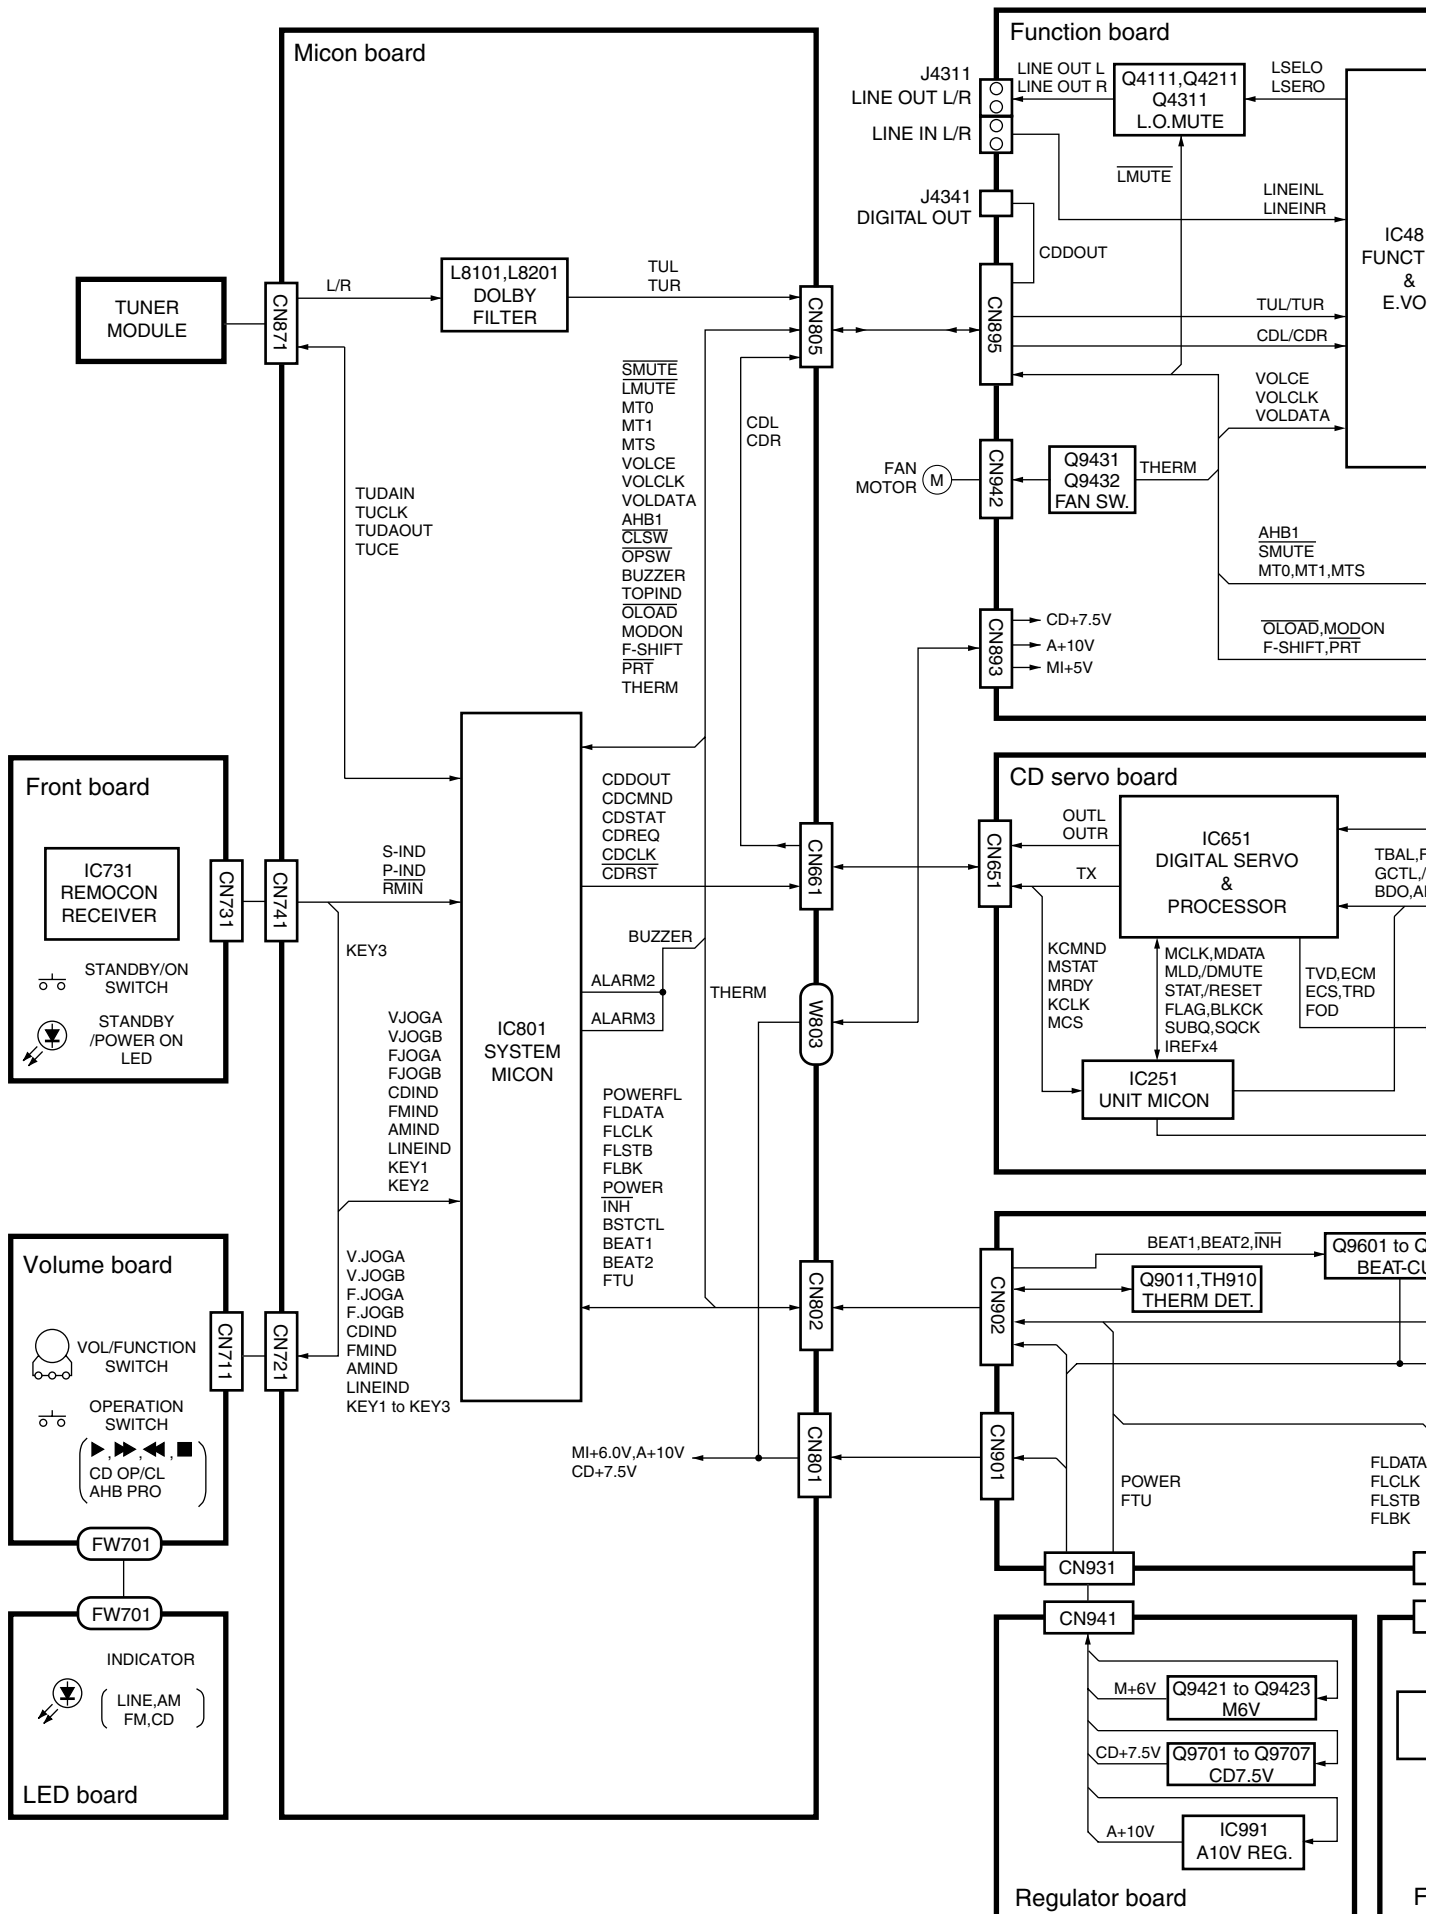 Micon board
TUNER
MODULE
CN871
L/R
L8101,L8201
DOLBY
FILTER
TUL
TUR
CN805
TUDAIN
TUCLK
TUDAOUT
TUCE
SMUTE
LMUTE
MT0
MT1
MTS
VOLCE
VOLCLK
VOLDATA
AHB1
CLSW
OPSW
BUZZER
TOPIND
OLOAD
MODON
F-SHIFT
PRT
THERM
CDL
CDR
Function board
J4311
LINE OUT L/R
LINE IN L/R
LINE OUT L
LINE OUT R
Q4111,Q4211
Q4311
L.O.MUTE
LSELO
LSERO
LMUTE
J4341
DIGITAL OUT
CDDOUT
LINEINL
LINEINR
IC48
FUNCT
&
E.VO
CN895
TUL/TUR
CDL/CDR
VOLCE
VOLCLK
VOLDATA
FAN
MOTOR
M
CN942
Q9431
Q9432
FAN SW.
THERM
AHB1
SMUTE
MT0,MT1,MTS
CN893
CD+7.5V
A+10V
MI+5V
OLOAD,MODON
F-SHIFT,PRT
Front board
IC731
REMOCON
RECEIVER
CN731
CN741
STANDBY/ON
SWITCH
STANDBY
/POWER ON
LED
S-IND
P-IND
RMIN
KEY3
IC801
SYSTEM
MICON
CDDOUT
CDCMND
CDSTAT
CDREQ
CDCLK
CDRST
CN661
BUZZER
ALARM2
ALARM3
THERM
W803
VJOGA
VJOGB
FJOGA
FJOGB
CDIND
FMIND
AMIND
LINEIND
KEY1
KEY2
POWERFL
FLDATA
FLCLK
FLSTB
FLBK
POWER
INH
BSTCTL
BEAT1
BEAT2
FTU
CN802
CD servo board
CN651
OUTL
OUTR
TX
IC651
DIGITAL SERVO
&
PROCESSOR
TBAL,F
GCTL,/
BDO,A
KCMND
MSTAT
MRDY
KCLK
MCS
MCLK,MDATA
MLD,/DMUTE
STAT,/RESET
FLAG,BLKCK
SUBQ,SQCK
IREFx4
TVD,ECM
ECS,TRD
FOD
IC251
UNIT MICON
Volume board
VOL/FUNCTION
SWITCH
CN711
CN721
OPERATION
SWITCH
▶, ▶▶, ◀◀, ■
CD OP/CL
AHB PRO
V.JOGA
V.JOGB
F.JOGA
F.JOGB
CDIND
FMIND
AMIND
LINEIND
KEY1 to KEY3
MI+6.0V,A+10V
CD+7.5V
CN801
FW701
FW701
INDICATOR
LINE,AM
FM,CD
LED board
CN902
BEAT1,BEAT2,INH
Q9601 to Q
BEAT-CU
Q9011,TH910
THERM DET.
CN901
POWER
FTU
FLDATA
FLCLK
FLSTB
FLBK
CN931
CN941
M+6V
Q9421 to Q9423
M6V
CD+7.5V
Q9701 to Q9707
CD7.5V
A+10V
IC991
A10V REG.
Regulator board
F